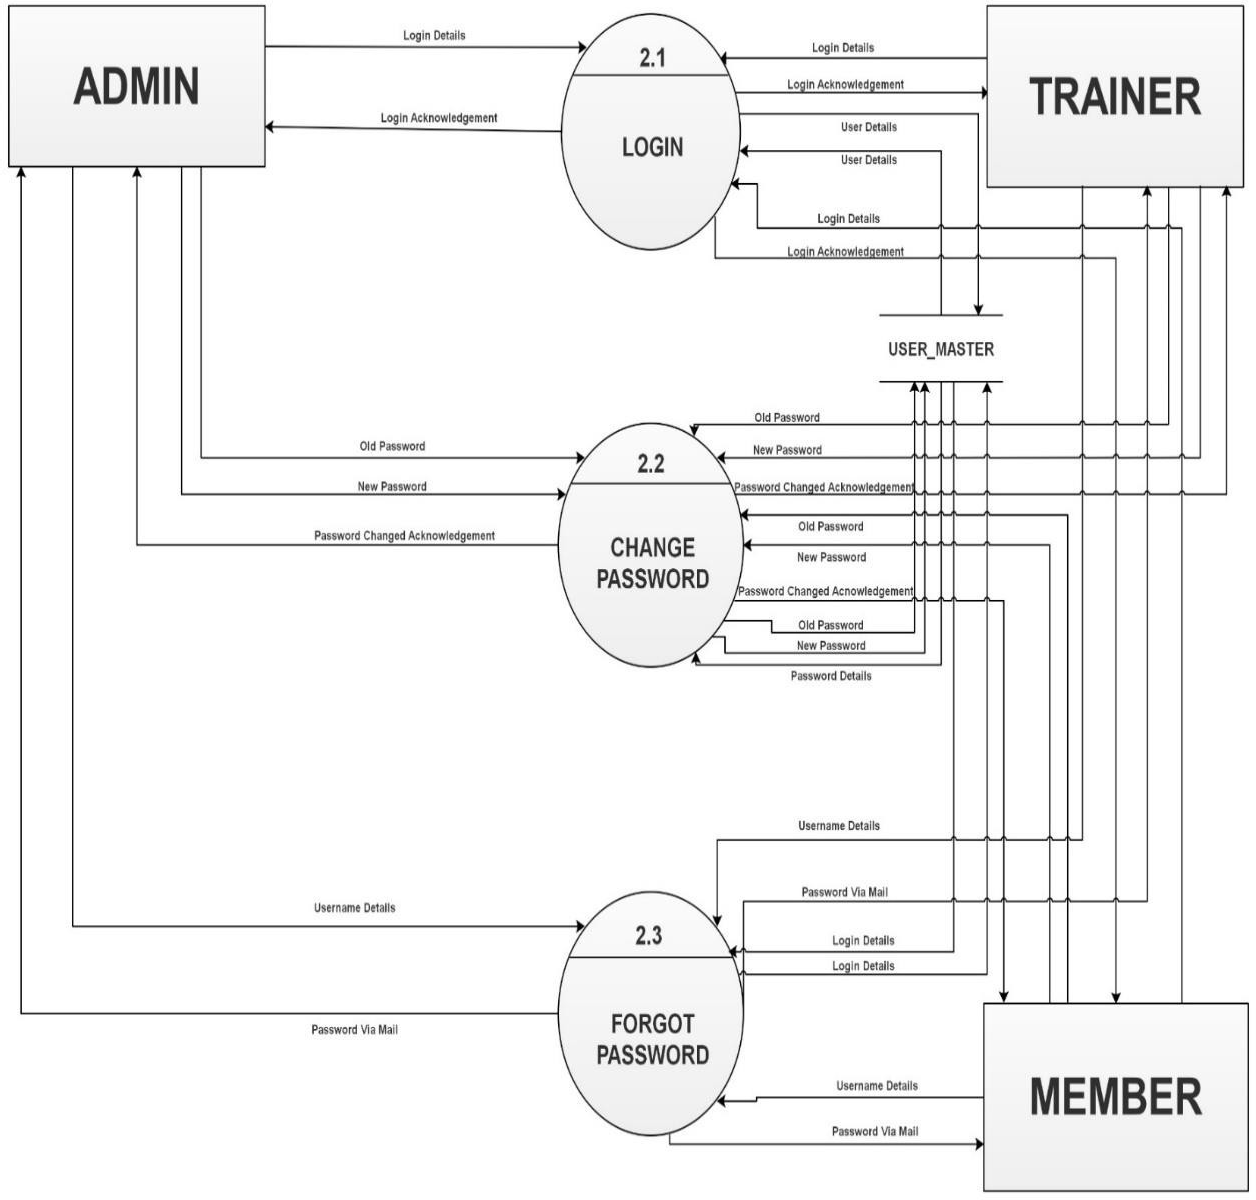 ADMIN
Login Details
Login Acknowledgement
2.1
LOGIN
Login Details
Login Acknowledgement
User Details
User Details
Login Details
Login Acknowledgement
TRAINER
USER_MASTER
Old Password
New Password
Password Changed Acknowledgement
2.2
CHANGE
PASSWORD
Old Password
New Password
Password Changed Acknowledgement
Old Password
New Password
Password Changed Acnowledgement
Old Password
New Password
Password Details
Username Details
Password Via Mail
2.3
FORGOT
PASSWORD
Username Details
Password Via Mail
Login Details
Login Details
Username Details
Password Via Mail
MEMBER